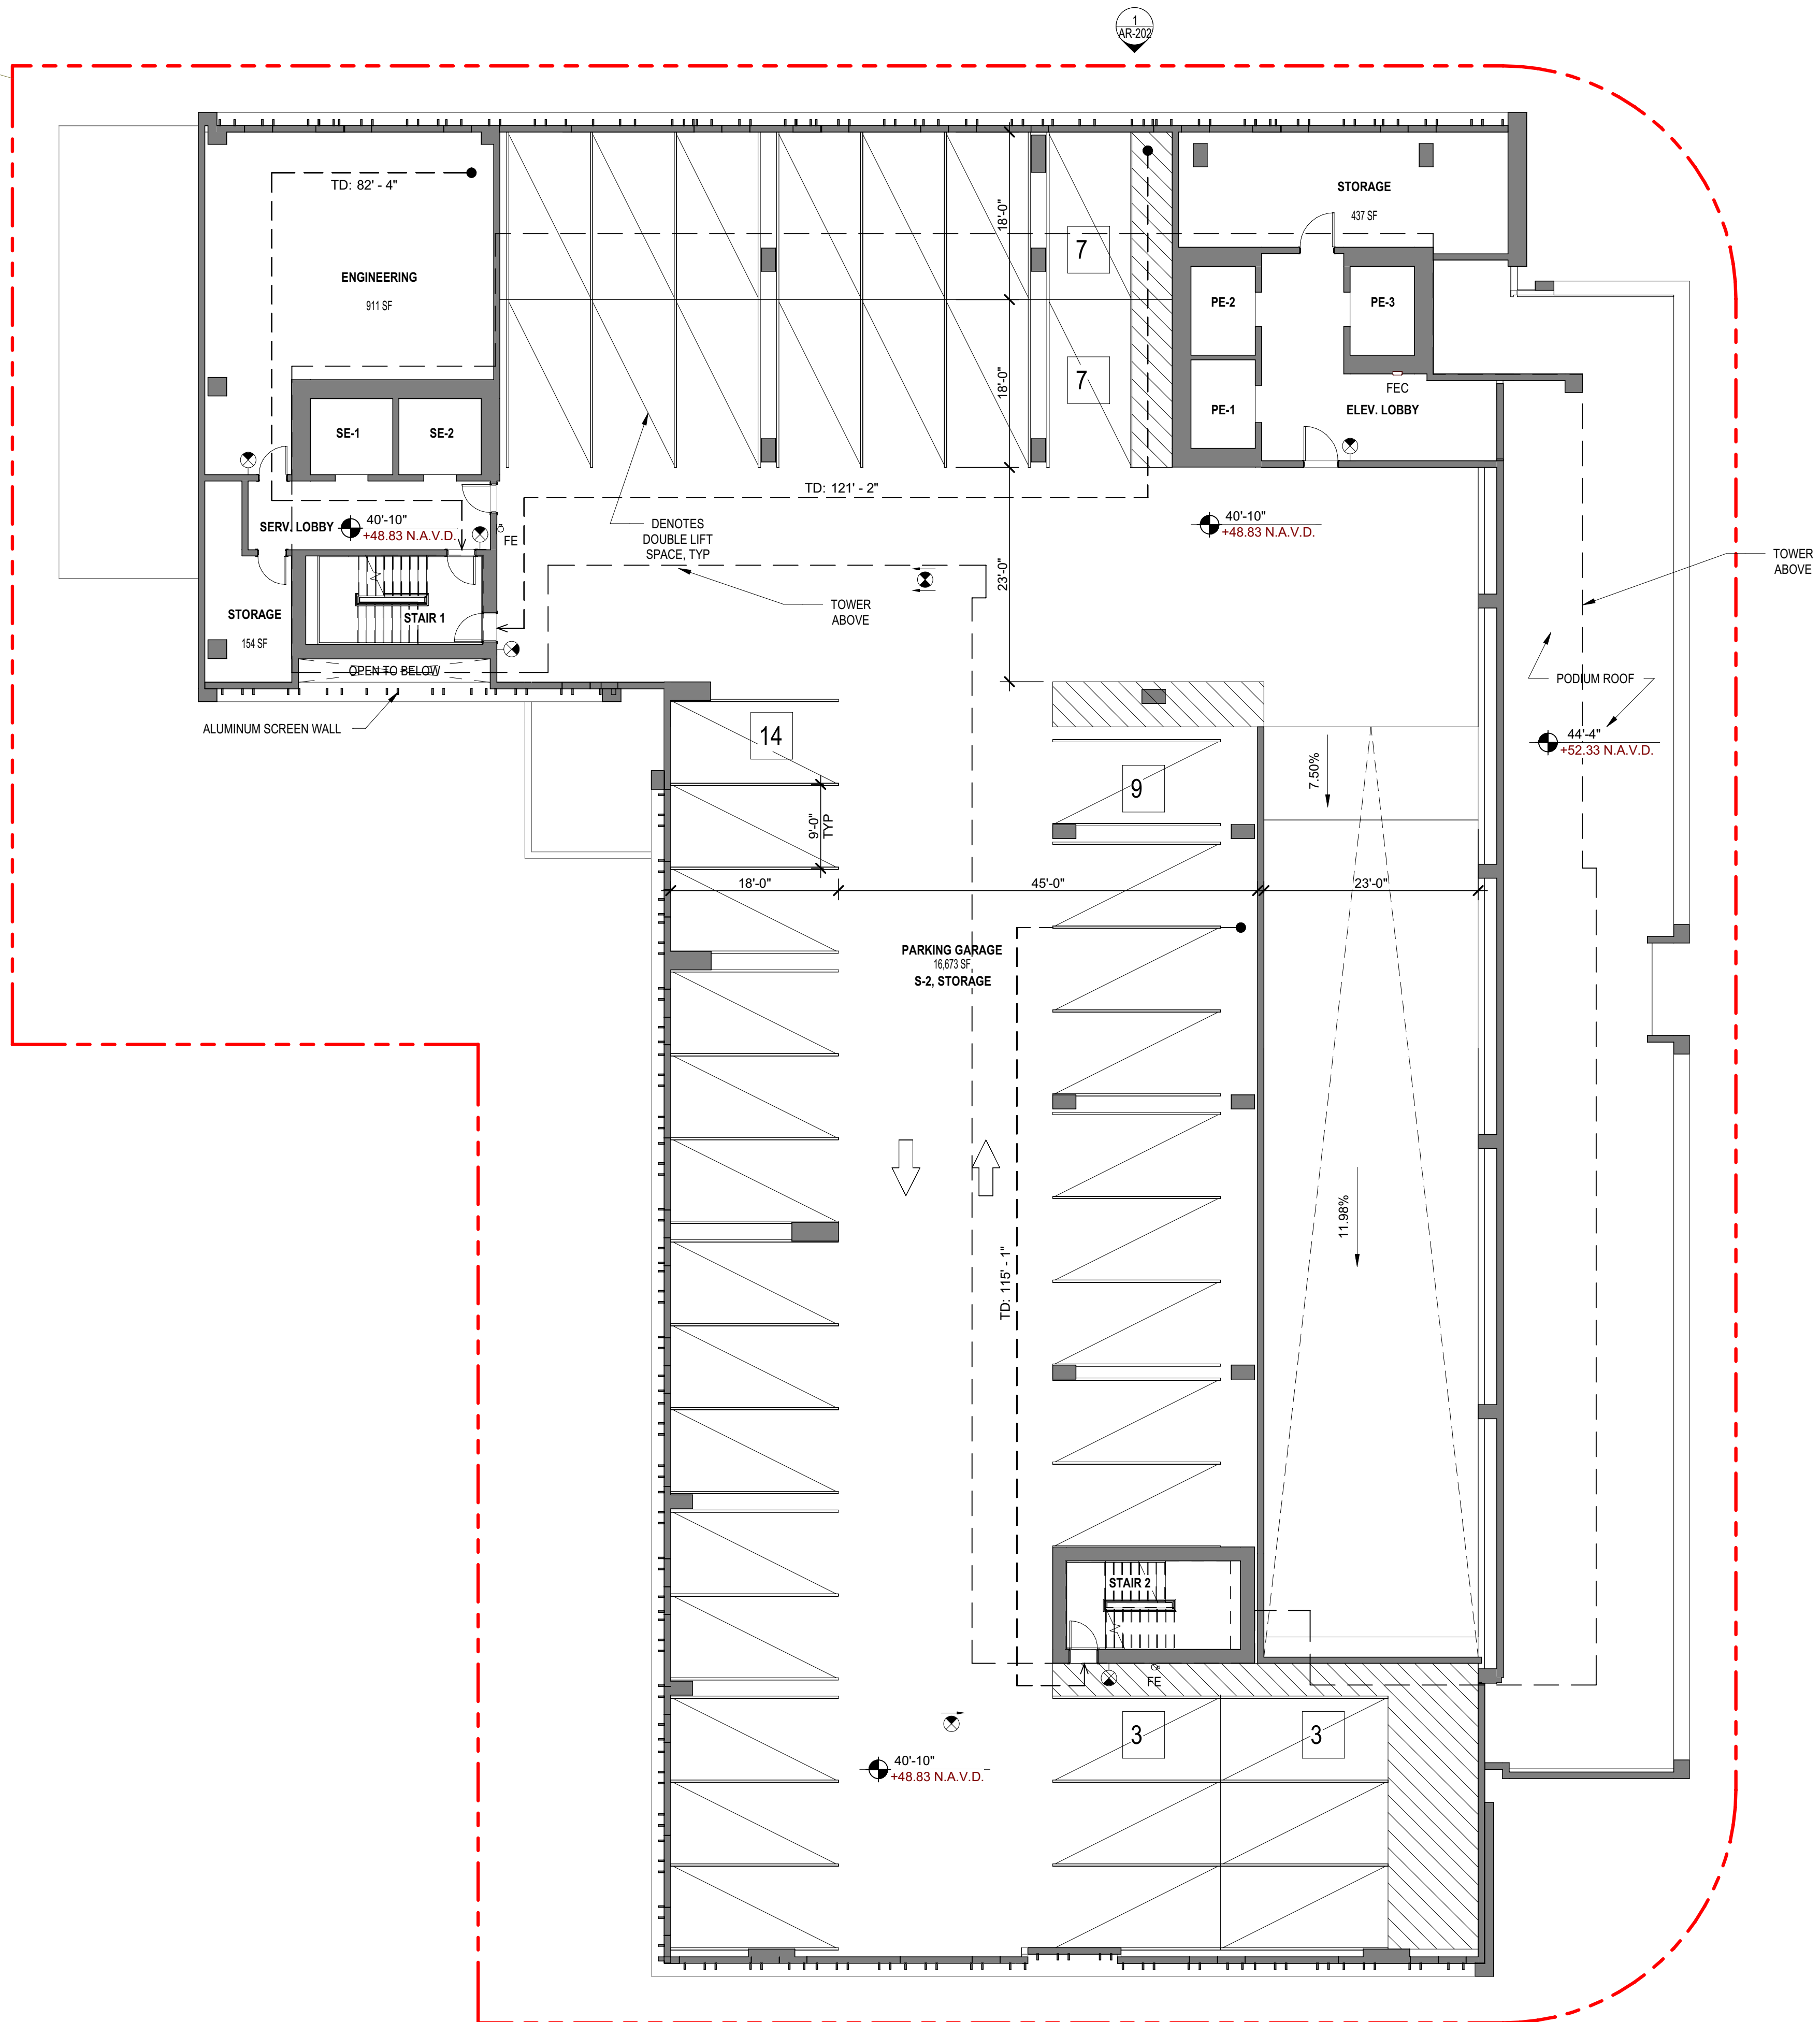 1
AR-202
TD: 82' - 4"
STORAGE
437 SF
18'-0"
7
ENGINEERING
911 SF
PE-2
PE-3
18'-0"
7
FEC
PE-1
ELEV. LOBBY
SE-1
SE-2
TD: 121' - 2"
SERV. LOBBY
40'-10"
+48.83 N.A.V.D.
FE
DENOTES
DOUBLE LIFT
SPACE, TYP
40'-10"
+48.83 N.A.V.D.
23'-0"
TOWER
ABOVE
TOWER
ABOVE
STORAGE
154 SF
STAIR 1
OPEN TO BELOW
PODIUM ROOF
ALUMINUM SCREEN WALL
14
44'-4"
+52.33 N.A.V.D.
7.50%
9
9'-0"
TYP
18'-0"
45'-0"
23'-0"
PARKING GARAGE
16,673 SF
S-2, STORAGE
11.98%
TD: 115' - 1"
STAIR 2
FE
3
3
40'-10"
+48.83 N.A.V.D.